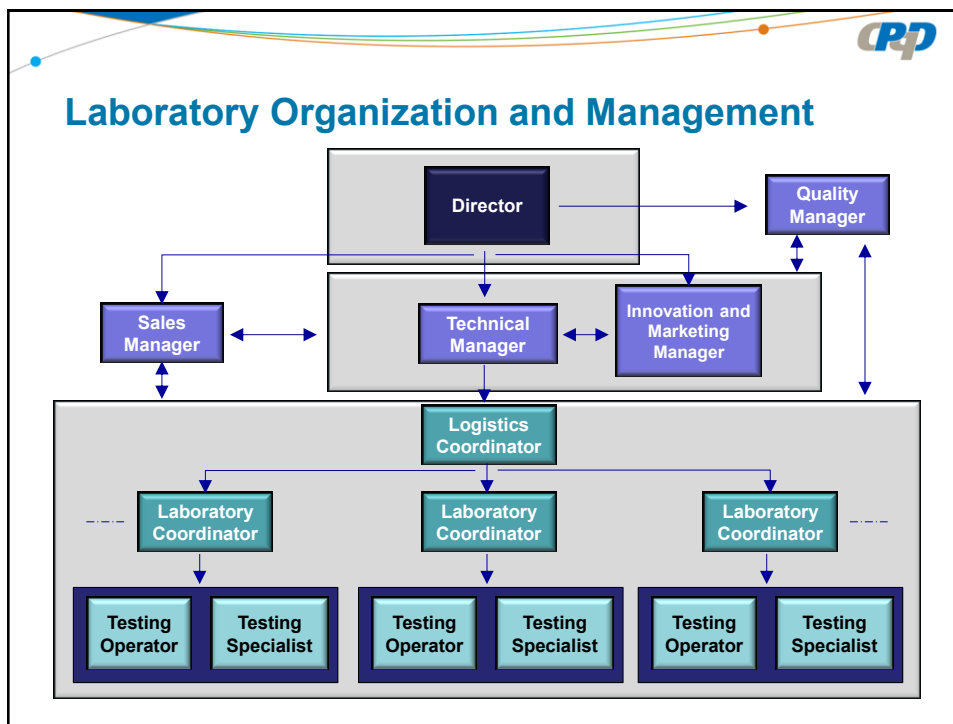 CPqD
Laboratory Organization and Management
Director
Quality
Manager
Sales
Manager
Technical
Manager
Innovation and
Marketing
Manager
Logistics
Coordinator
Laboratory
Coordinator
Laboratory
Coordinator
Laboratory
Coordinator
Testing
Operator
Testing
Specialist
Testing
Operator
Testing
Specialist
Testing
Operator
Testing
Specialist